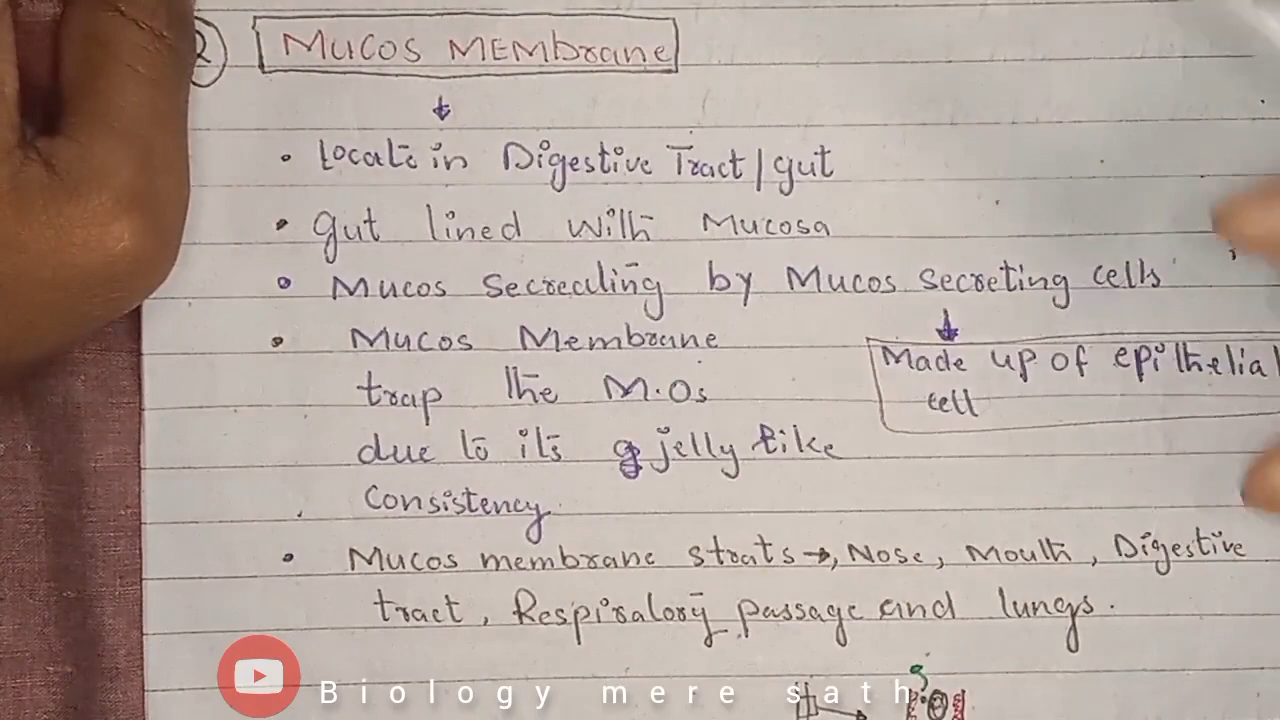 2 Mucos MEMbrane
• Locate in Digestive Tract / gut
• gut lined with Mucosa
• Mucos Secreating by Mucos Secreting cells
• Mucos Membrane
Made up of epithelial
trap the M.Os
cell
due to its jelly like
Consistency.
• Mucos membrane strats →, Nose, Mouth, Digestive
tract, Respiratory passage and lungs.
Biology mere sath